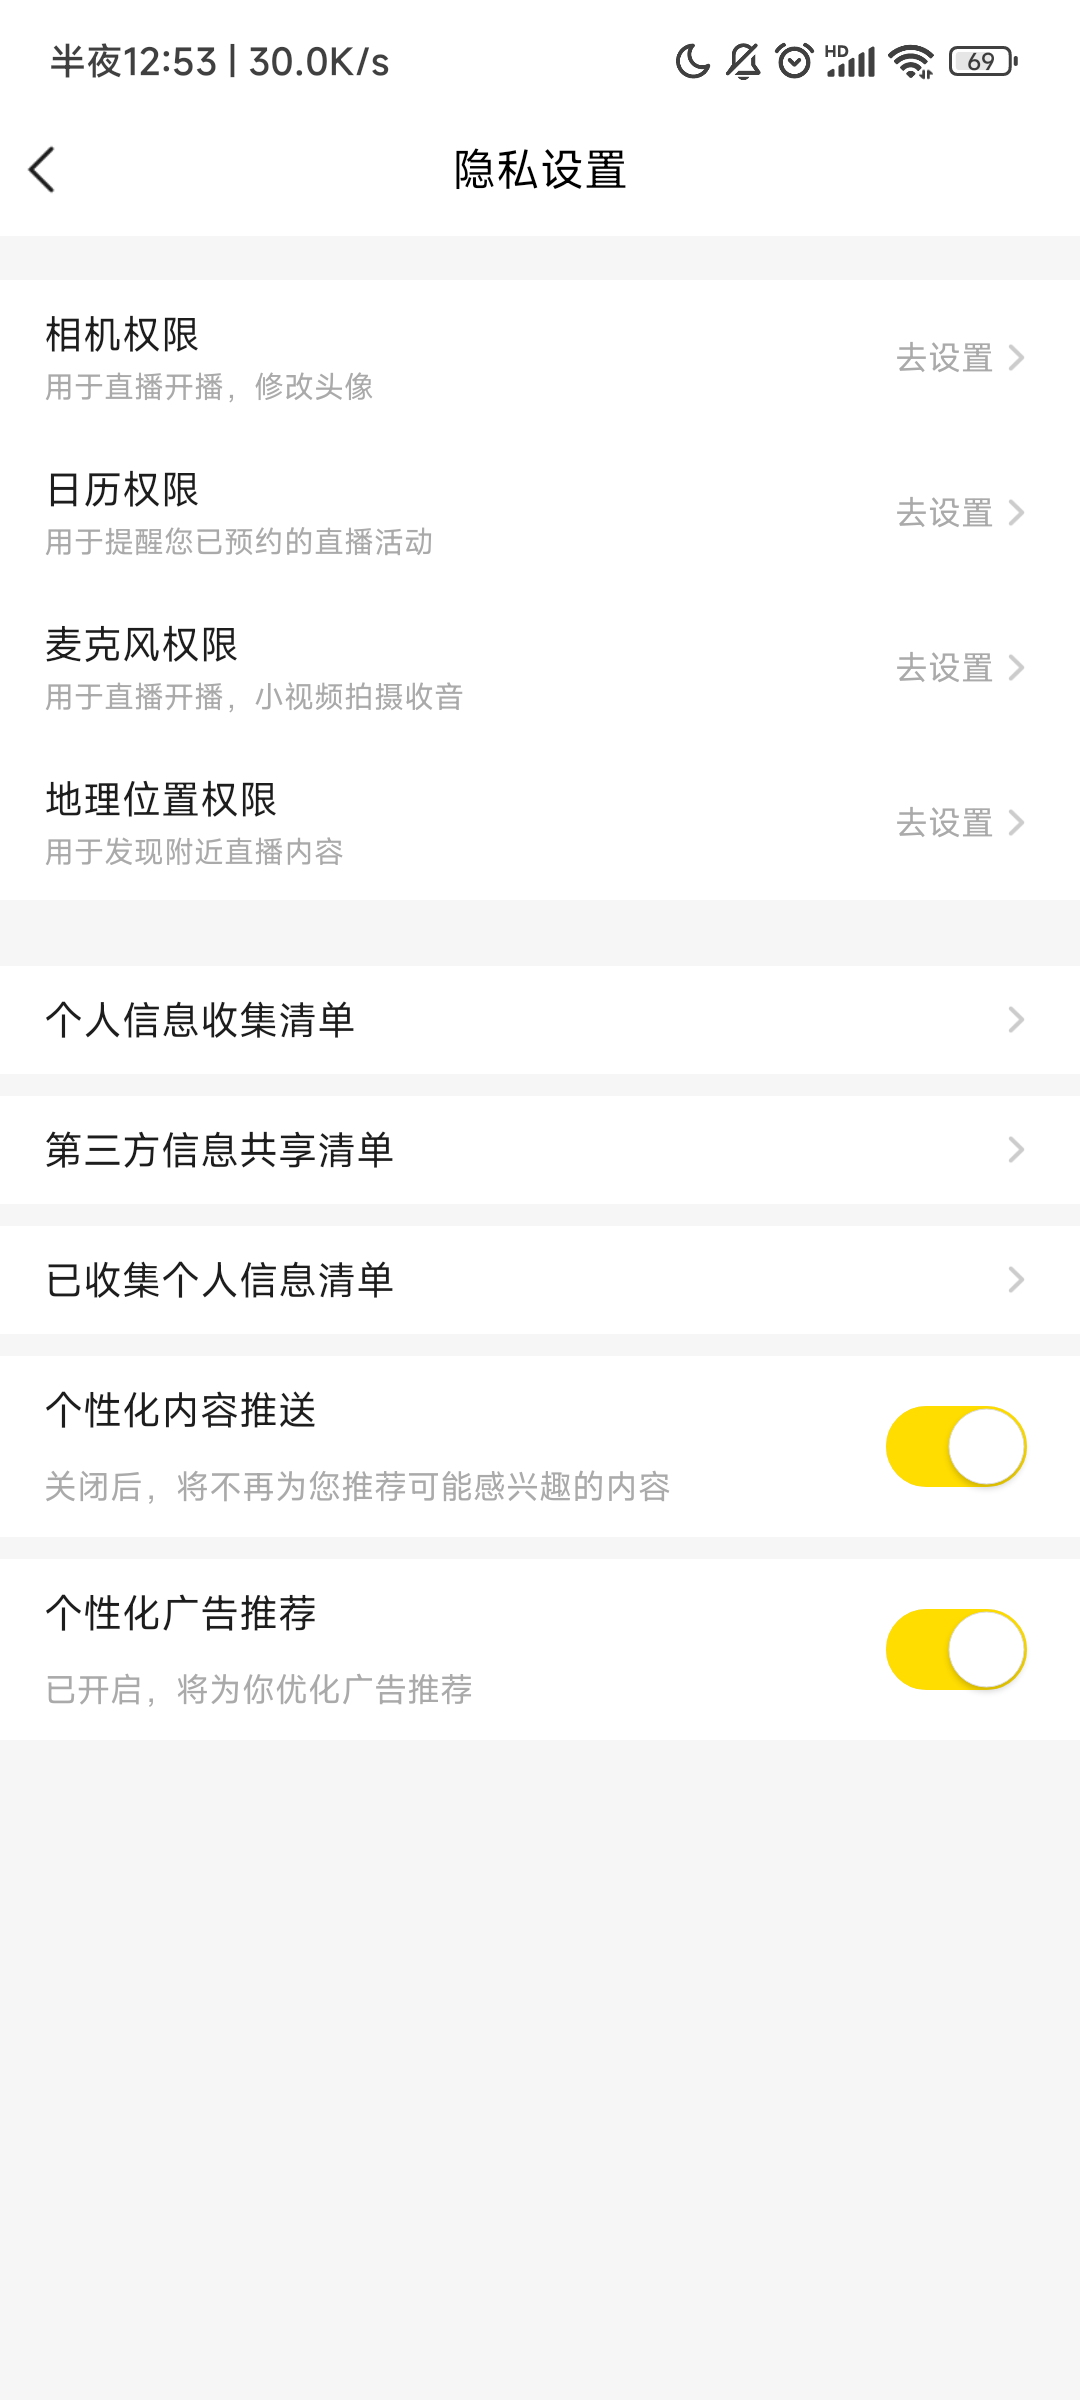 半夜12:53 | 30.0K/s HD 69
隐私设置
相机权限
用于直播开播，修改头像
去设置
日历权限
用于提醒您已预约的直播活动
去设置
麦克风权限
用于直播开播，小视频拍摄收音
去设置
地理位置权限
用于发现附近直播内容
去设置
个人信息收集清单
第三方信息共享清单
已收集个人信息清单
个性化内容推送
关闭后，将不再为您推荐可能感兴趣的内容
个性化广告推荐
已开启，将为你优化广告推荐